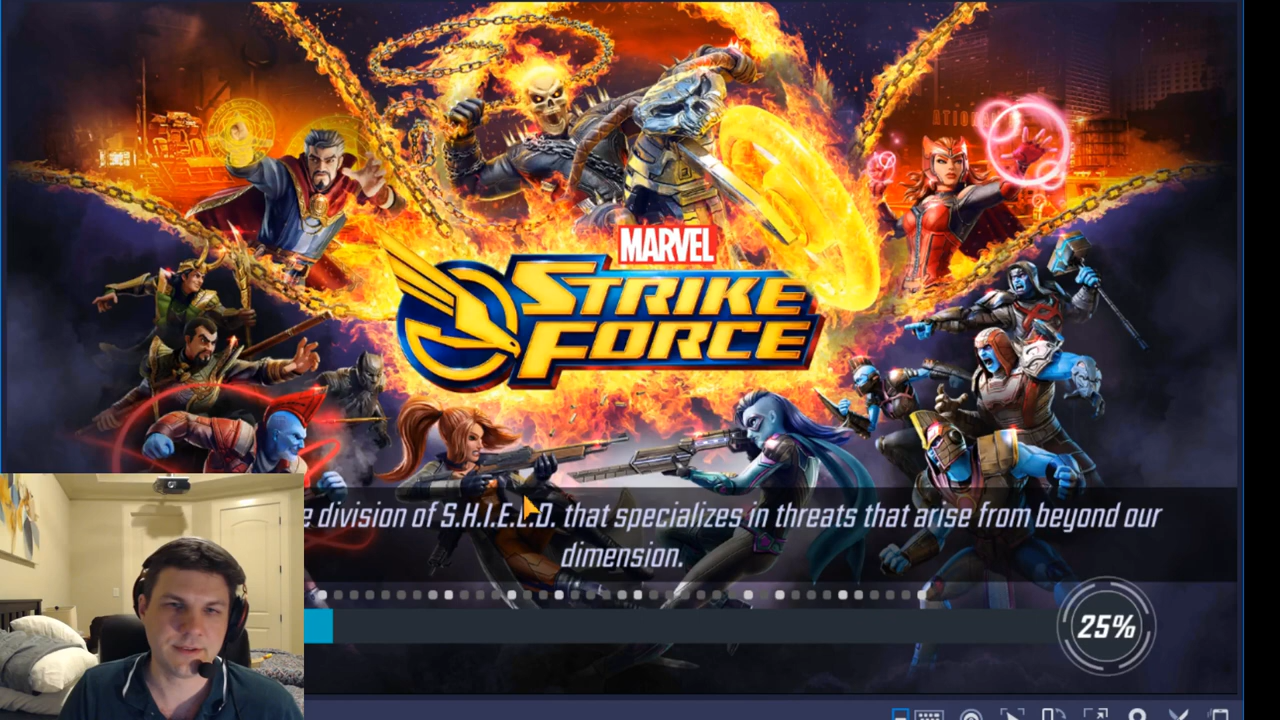 MARVEL
STRIKE
FORCE
e division of S.H.I.E.L.D. that specializes in threats that arise from beyond our
dimension.
25%